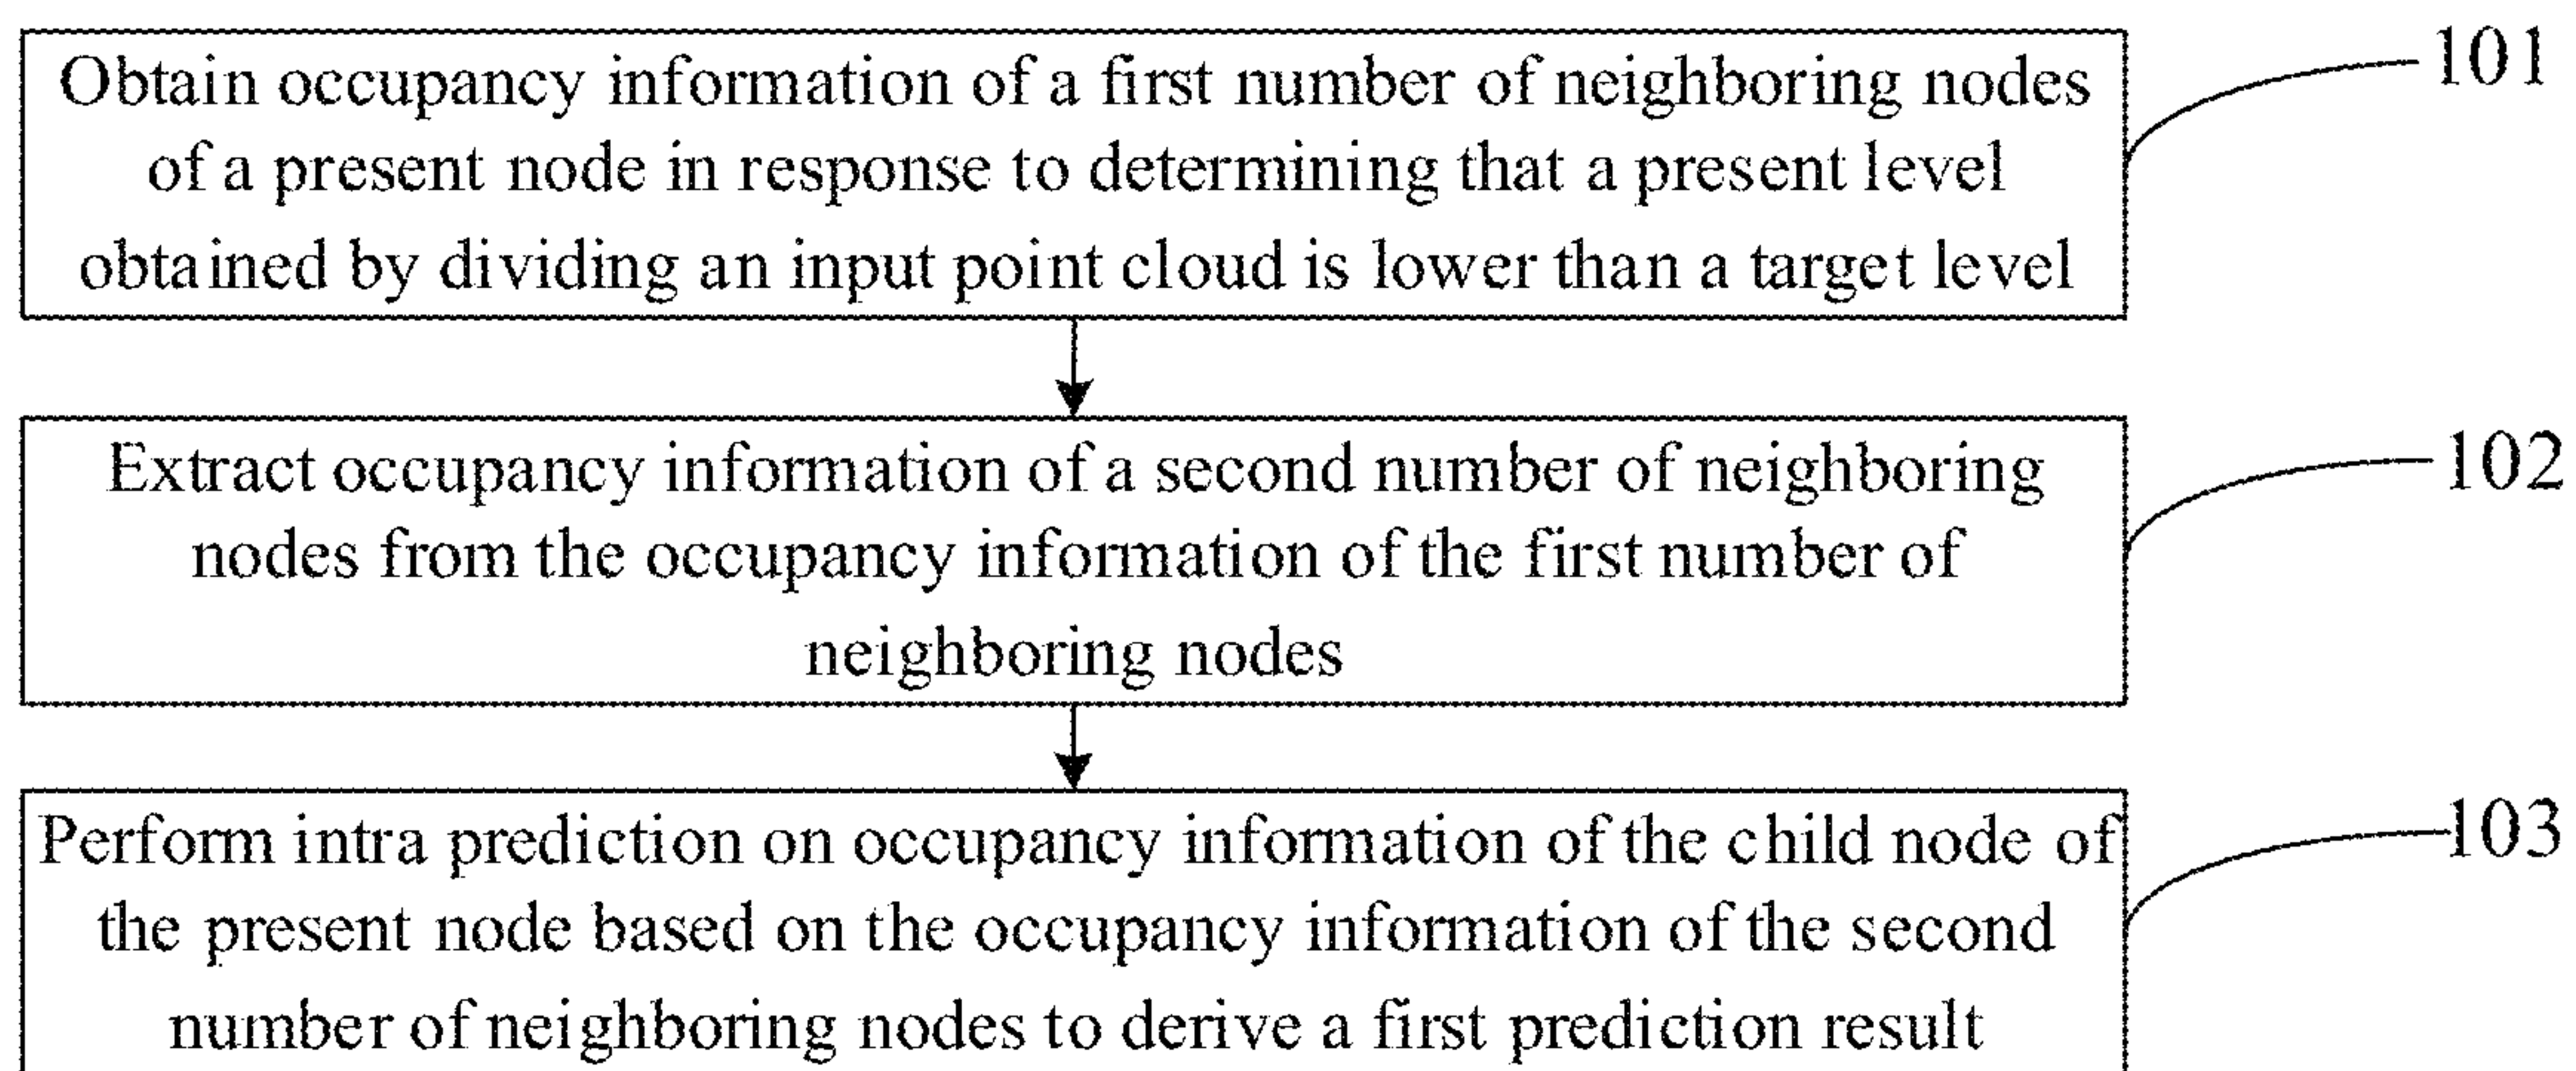 Obtain occupancy information of a first number of neighboring nodes
of a present node in response to determining that a present level
obtained by dividing an input point cloud is lower than a target level
101
Extract occupancy information of a second number of neighboring
nodes from the occupancy information of the first number of
neighboring nodes
102
Perform intra prediction on occupancy information of the child node of
the present node based on the occupancy information of the second
number of neighboring nodes to derive a first prediction result
103